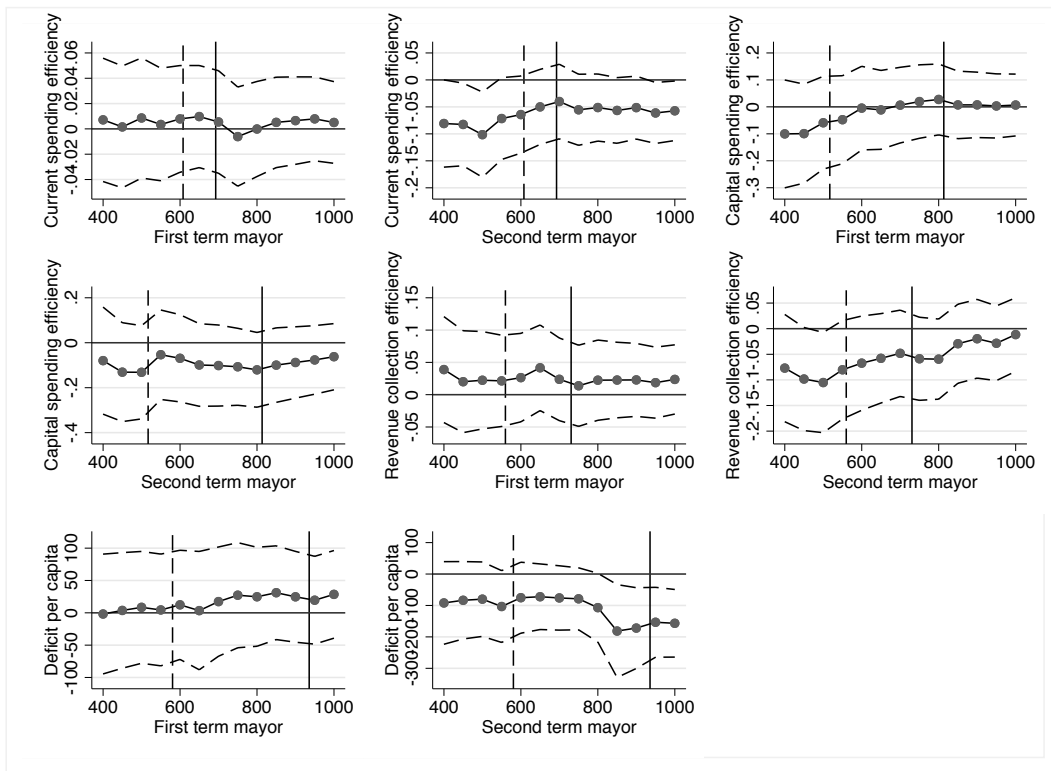 Current spending efficiency
-.04-.02 0 .02 .04 .06
400 600 800 1000
First term mayor
Current spending efficiency
-.2 -.15 -.1 -.05 0 .05
400 600 800 1000
Second term mayor
Capital spending efficiency
-.3 -.2 -.1 0 .1 .2
400 600 800 1000
First term mayor
Capital spending efficiency
-.4 -.2 0 .2
400 600 800 1000
Second term mayor
Revenue collection efficiency
-.05 0 .05 .1 .15
400 600 800 1000
First term mayor
Revenue collection efficiency
-.2 -.15 -.1 -.05 0 .05
400 600 800 1000
Second term mayor
Deficit per capita
-100 -50 0 50 100
400 600 800 1000
First term mayor
Deficit per capita
-300 -200 -100 0 100
400 600 800 1000
Second term mayor